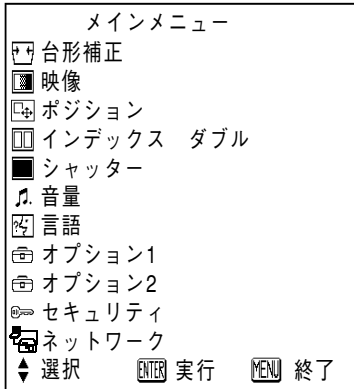 メインメニュー
台形補正
映像
ポジション
インデックス　ダブル
シャッター
音量
言語
オプション1
オプション2
セキュリティ
ネットワーク
選択　ENTER 実行　MENU 終了